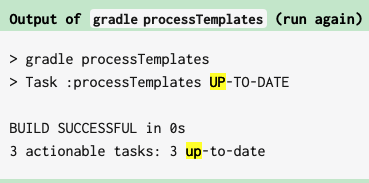 Output of gradle processTemplates (run again)
> gradle processTemplates
> Task :processTemplates UP-TO-DATE
BUILD SUCCESSFUL in 0s
3 actionable tasks: 3 up-to-date